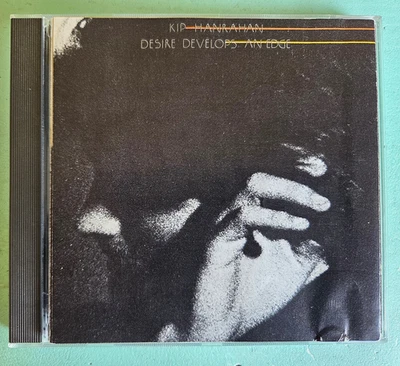 KIP HANRAHAN
DESIRE DEVELOPS AN EDGE